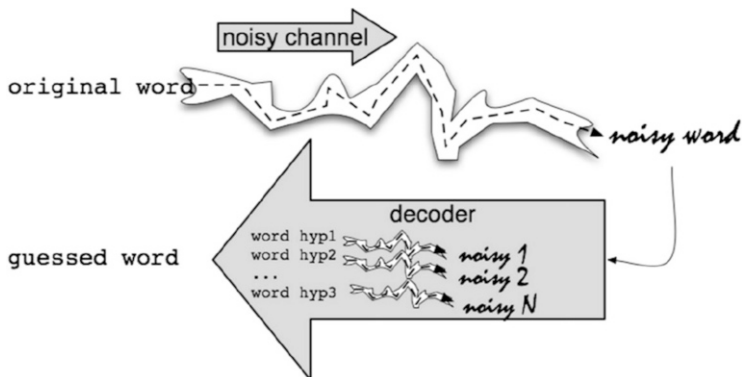 noisy channel
original word
noisy word
decoder
word hyp1 noisy 1
word hyp2 noisy 2
guessed word
...
word hyp3 noisy N